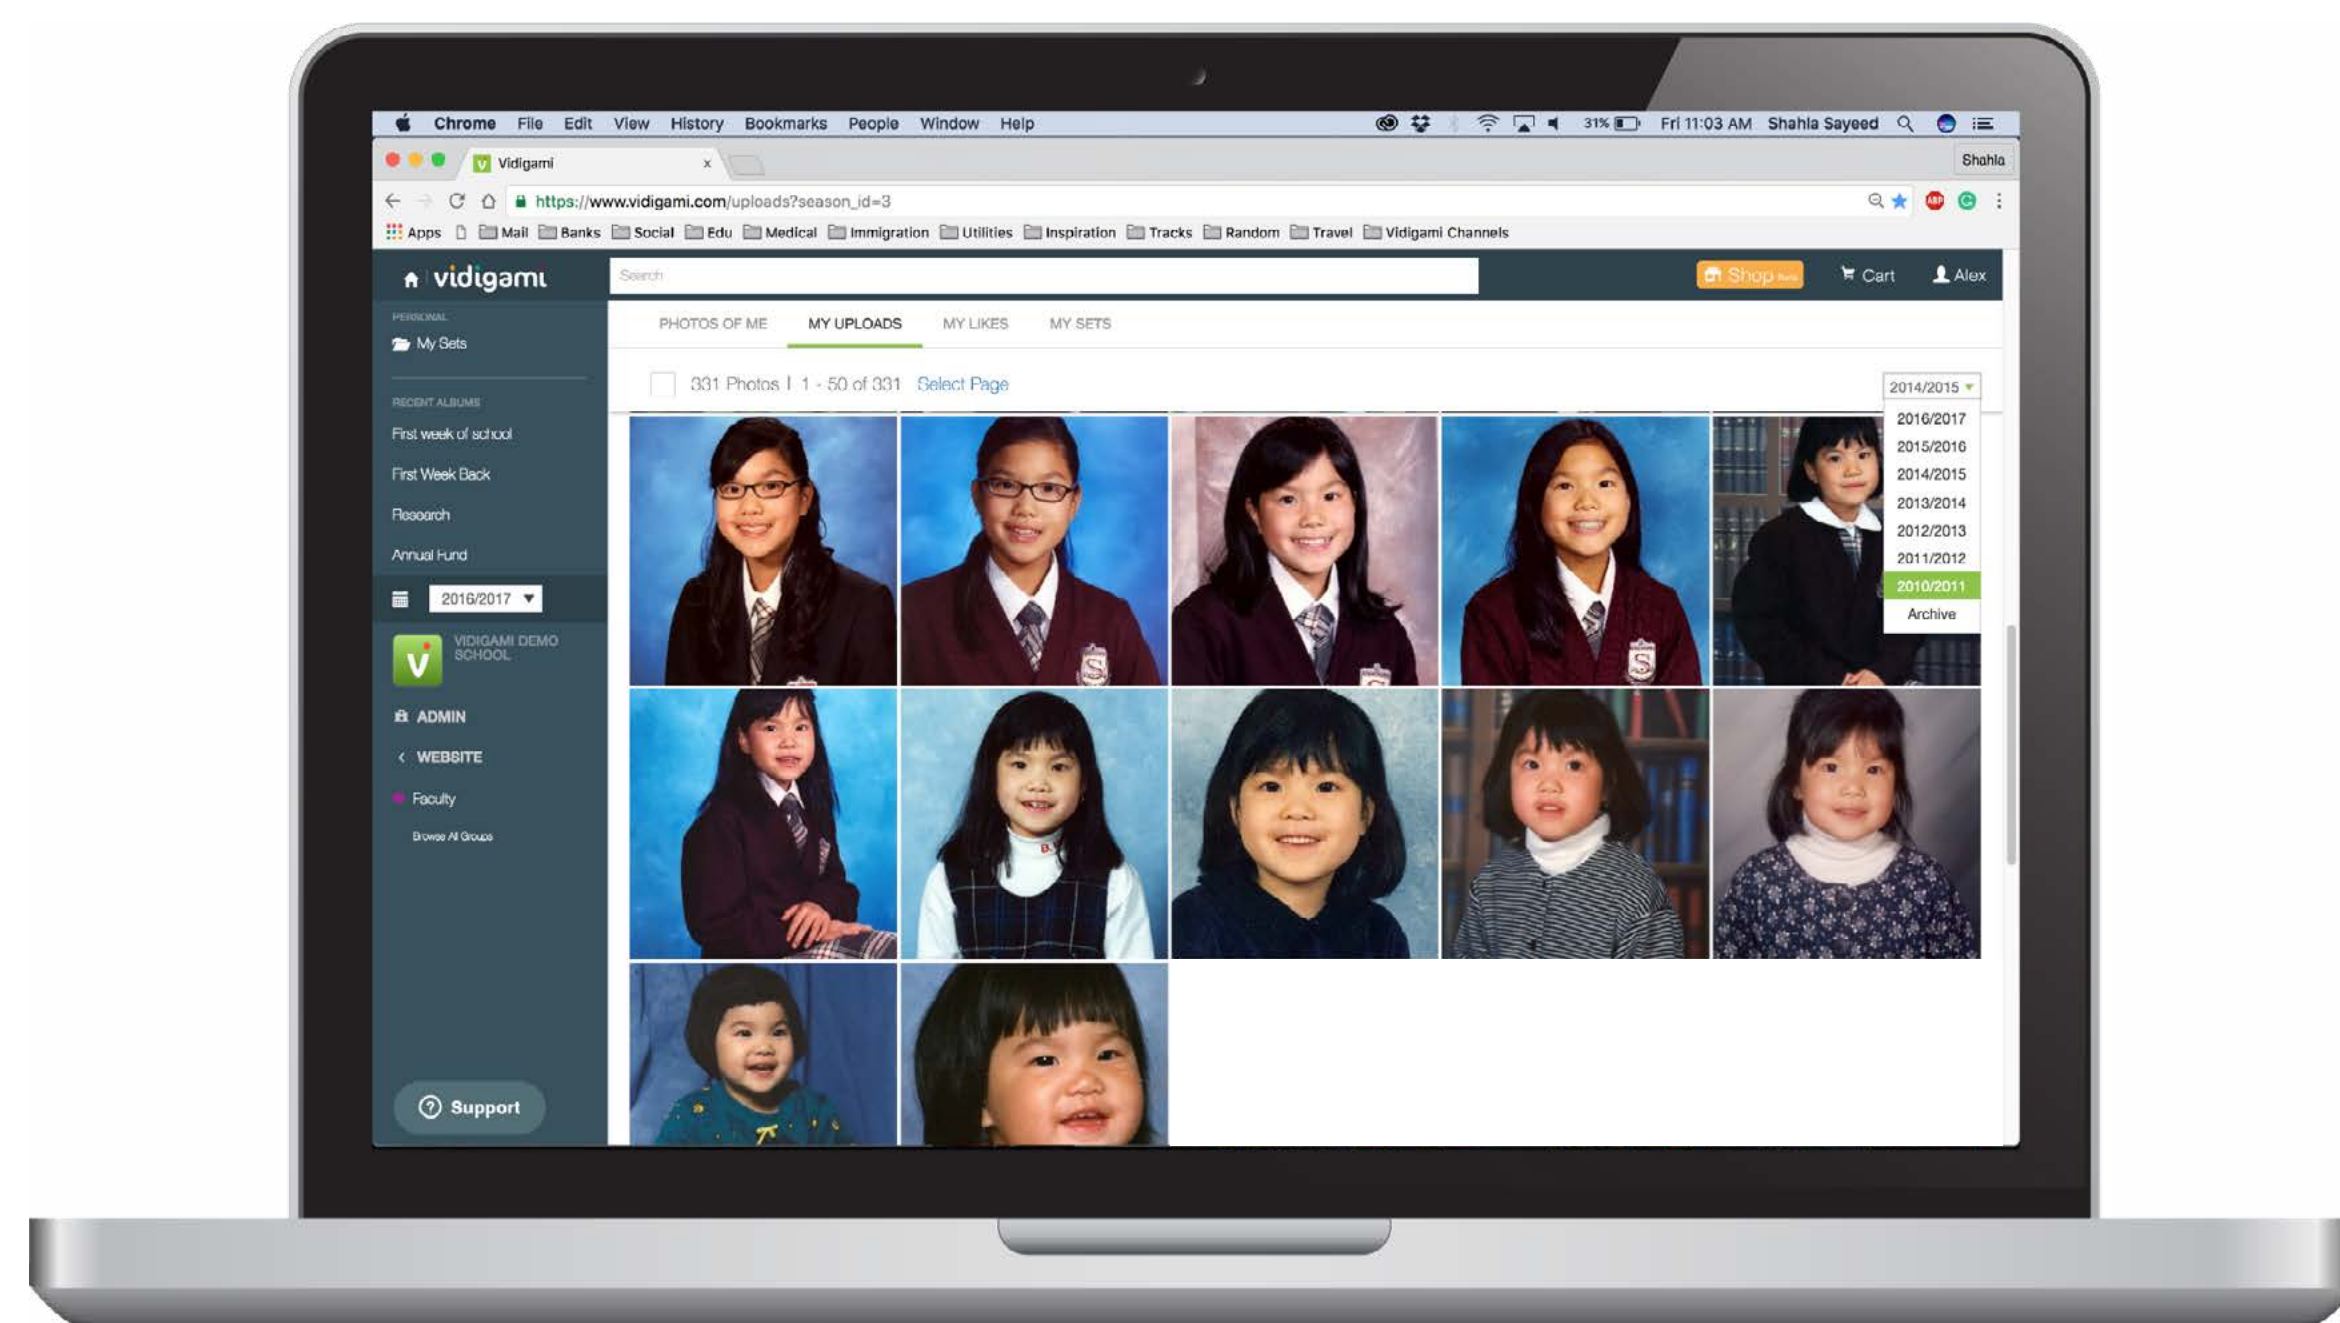 Chrome File Edit View History Bookmarks People Window Help 31% Fri 11:03 AM Shahla Sayeed
Vidigami x Shahla
https://www.vidigami.com/uploads?season_id=3 ABP
Apps Mail Banks Social Edu Medical Immigration Utilities Inspiration Tracks Random Travel Vidigami Channels
vidigami Search Shop Beta Cart Alex
PERSONAL
My Sets
RECENT ALBUMS
First week of school
First Week Back
Research
Annual Fund
2016/2017
V VIDIGAMI DEMO
SCHOOL
ADMIN
< WEBSITE
Faculty
Browse All Groups
? Support
PHOTOS OF ME MY UPLOADS MY LIKES MY SETS
331 Photos | 1 - 50 of 331 Select Page
2014/2015
2016/2017
2015/2016
2014/2015
2013/2014
2012/2013
2011/2012
2010/2011
Archive
S
S
B.